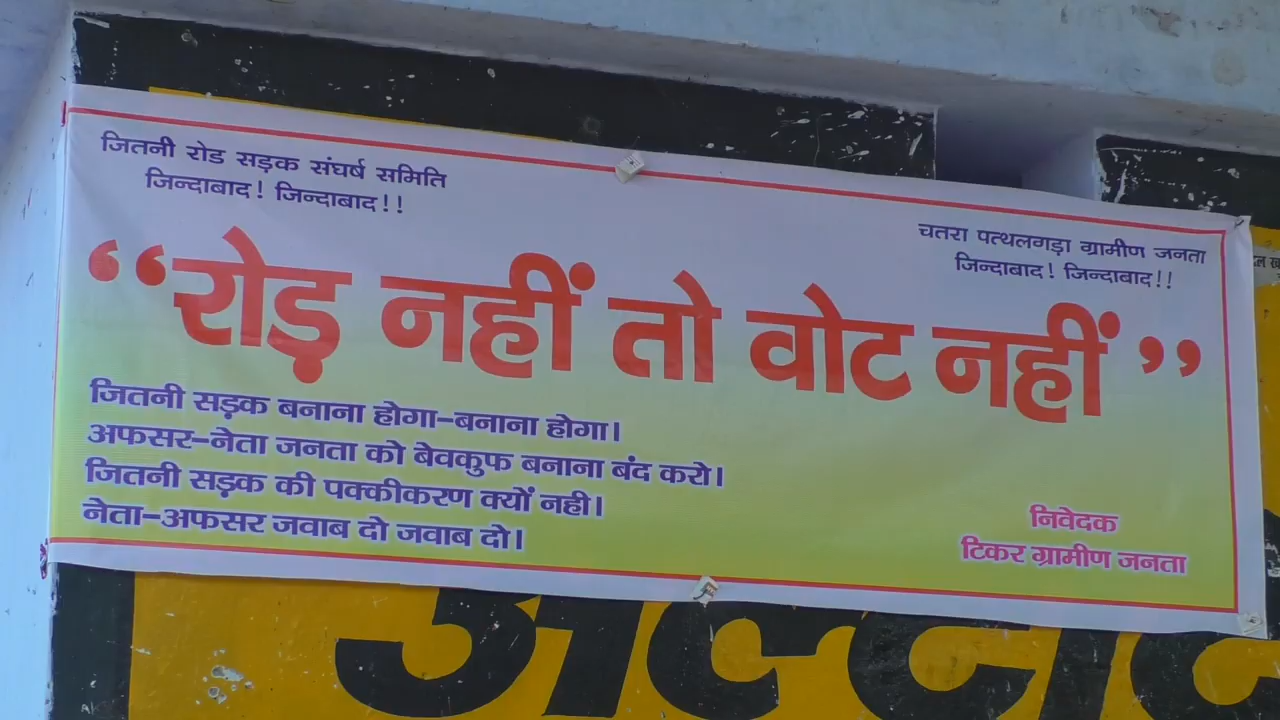 जितनी रोड सड़क संघर्ष समिति
जिन्दाबाद! जिन्दाबाद!!
चतरा पत्थलगड़ा ग्रामीण जनता
जिन्दाबाद! जिन्दाबाद!!
“रोड़ नहीं तो वोट नहीं”
जितनी सड़क बनाना होगा–बनाना होगा।
अफसर–नेता जनता को बेवकुफ बनाना बंद करो।
जितनी सड़क की पक्कीकरण क्यों नही।
नेता–अफसर जवाब दो जवाब दो।
निवेदक
टिकर ग्रामीण जनता